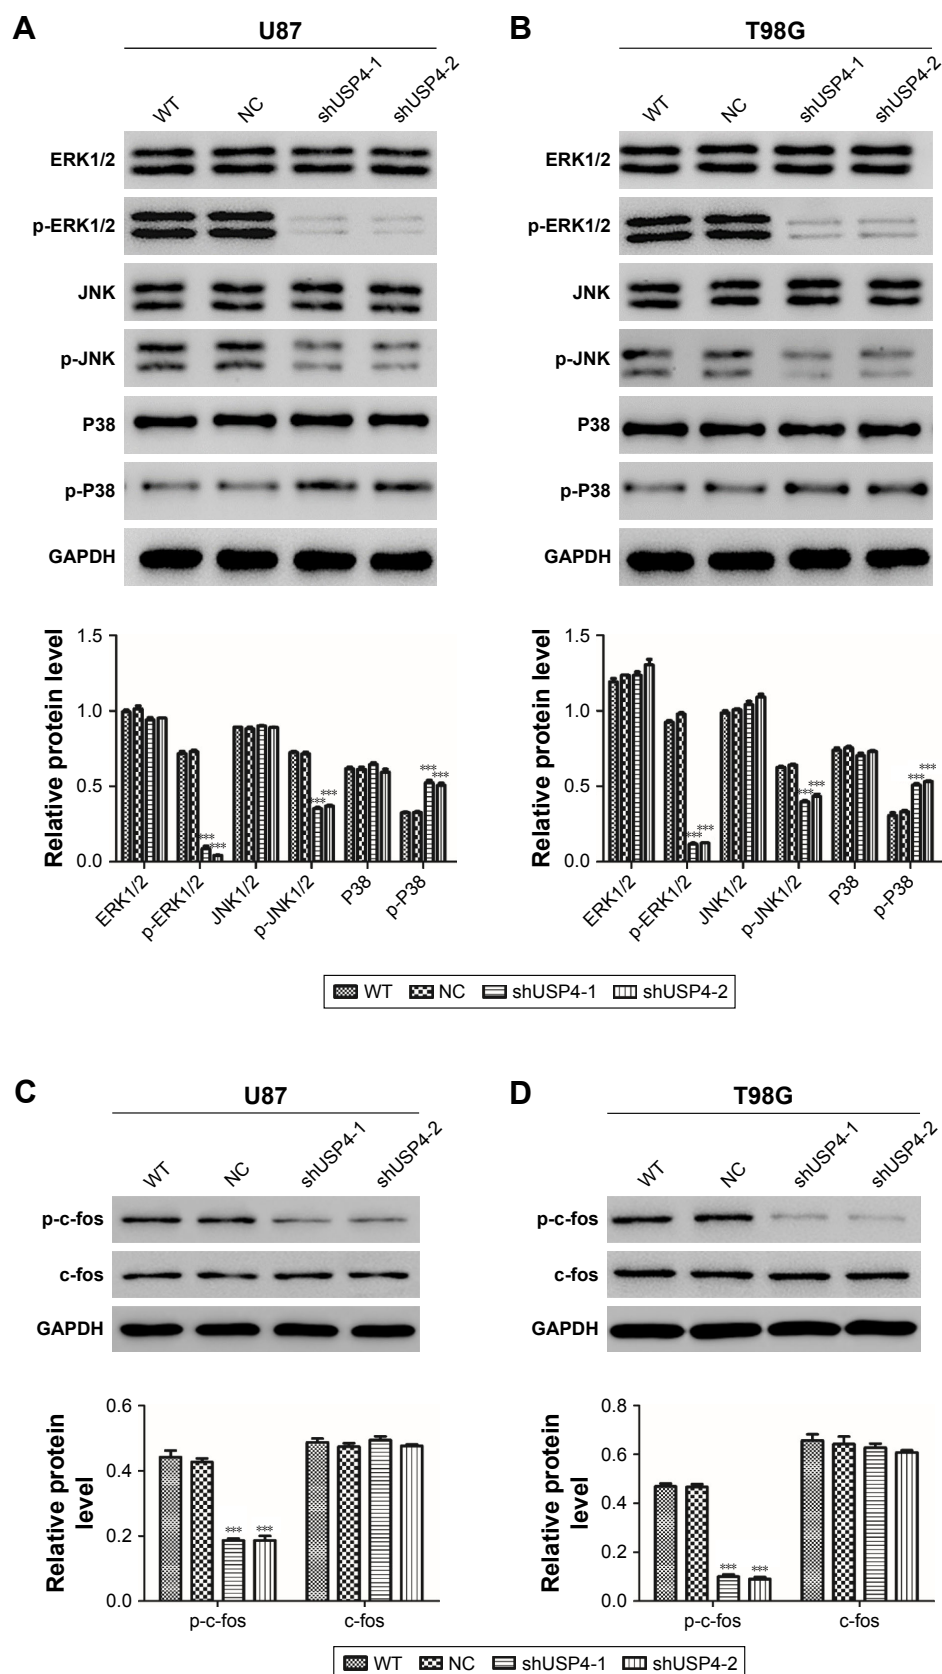 A
U87
WT NC shUSP4-1 shUSP4-2
ERK1/2
p-ERK1/2
JNK
p-JNK
P38
p-P38
GAPDH
Relative protein level
1.5
1.0
0.5
0.0
*** *** *** *** *** ***
ERK1/2 p-ERK1/2 JNK1/2 p-JNK1/2 P38 p-P38
B
T98G
WT NC shUSP4-1 shUSP4-2
ERK1/2
p-ERK1/2
JNK
p-JNK
P38
p-P38
GAPDH
Relative protein level
1.5
1.0
0.5
0.0
*** *** *** *** *** ***
ERK1/2 p-ERK1/2 JNK1/2 p-JNK1/2 P38 p-P38
WT NC shUSP4-1 shUSP4-2
C
U87
WT NC shUSP4-1 shUSP4-2
p-c-fos
c-fos
GAPDH
Relative protein
level
0.6
0.4
0.2
0.0
*** ***
p-c-fos c-fos
D
T98G
WT NC shUSP4-1 shUSP4-2
p-c-fos
c-fos
GAPDH
Relative protein
level
0.8
0.6
0.4
0.2
0.0
*** ***
p-c-fos c-fos
WT NC shUSP4-1 shUSP4-2